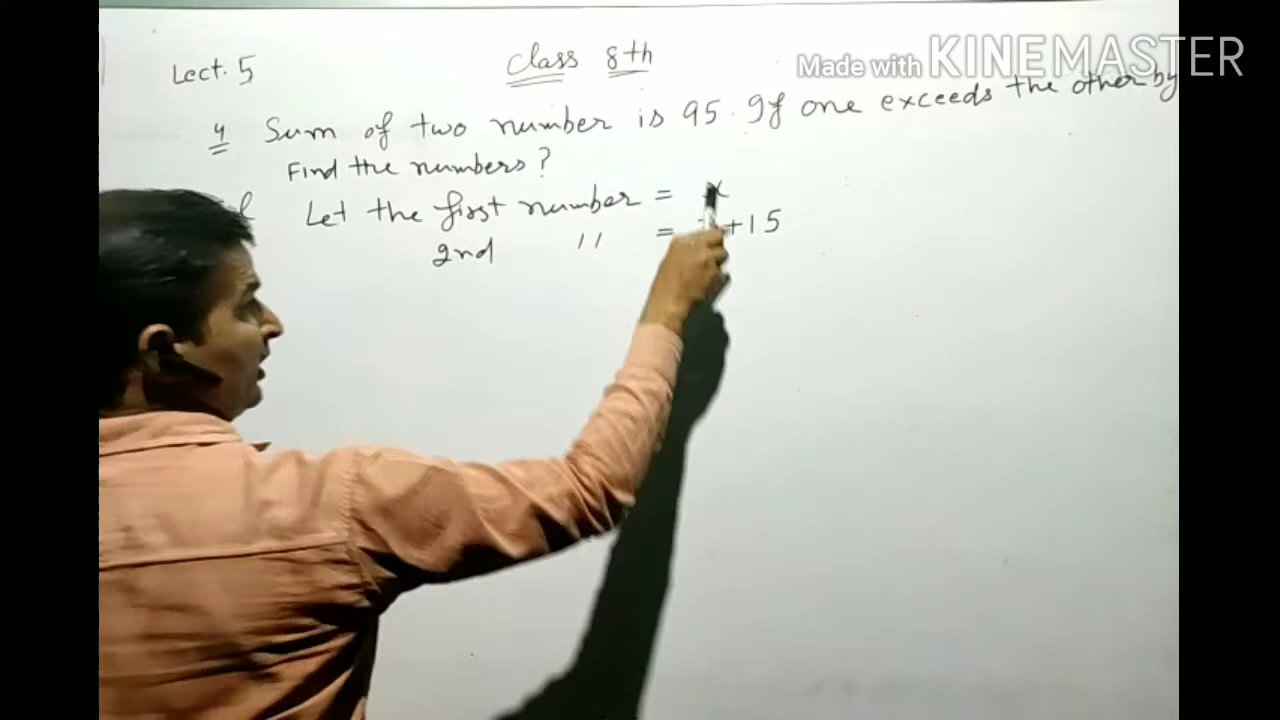 Made with KINEMASTER
Lect. 5 Class 8th
4 Sum of two number is 95. If one exceeds the other by
Find the numbers?
Let the first number = x
2nd " = +15